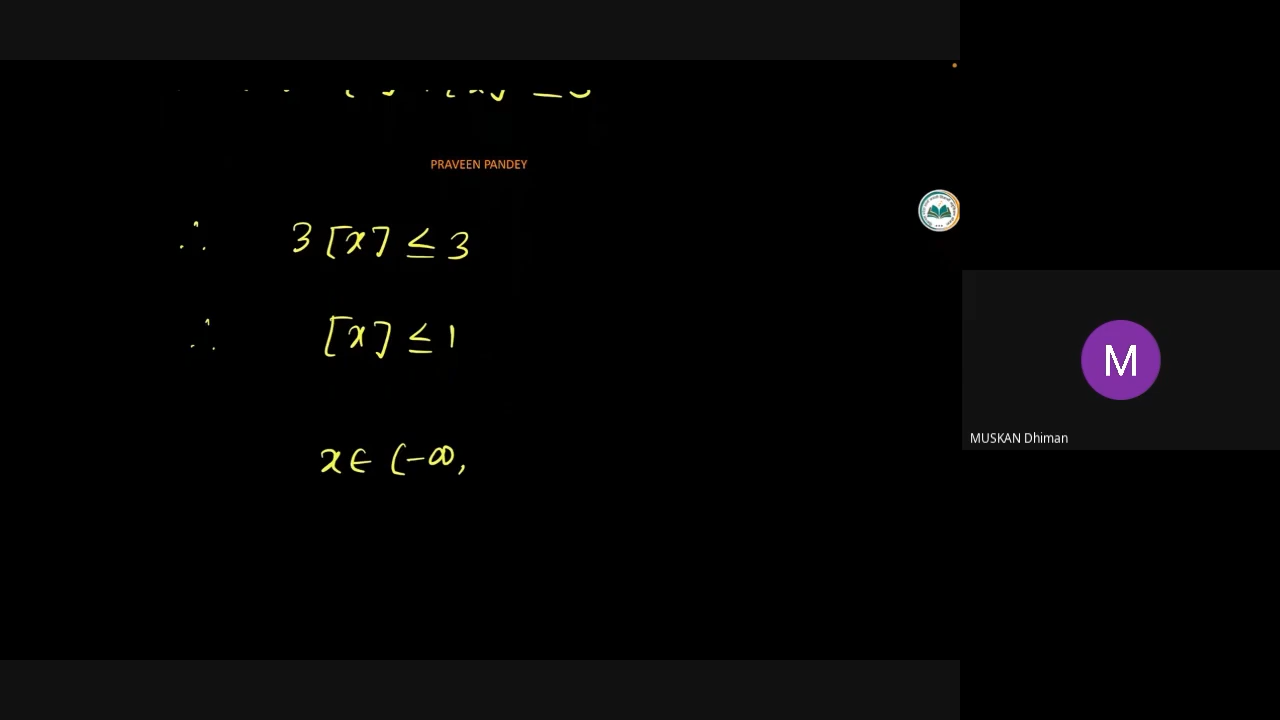 PRAVEEN PANDEY
∴ 3 [x] ≤ 3
∴ [x] ≤ 1
x ∈ (-∞,
M
MUSKAN Dhiman